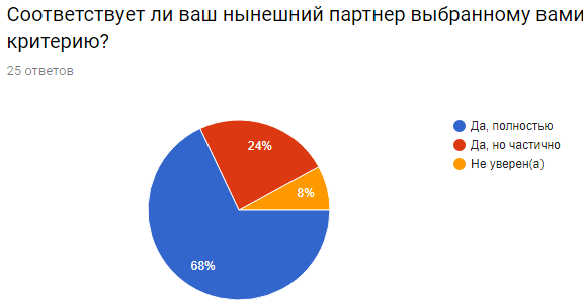 Соответствует ли ваш нынешний партнер выбранному вами
критерию?
25 ответов
Да, полностью
Да, но частично
Не уверен(а)
24%
8%
68%